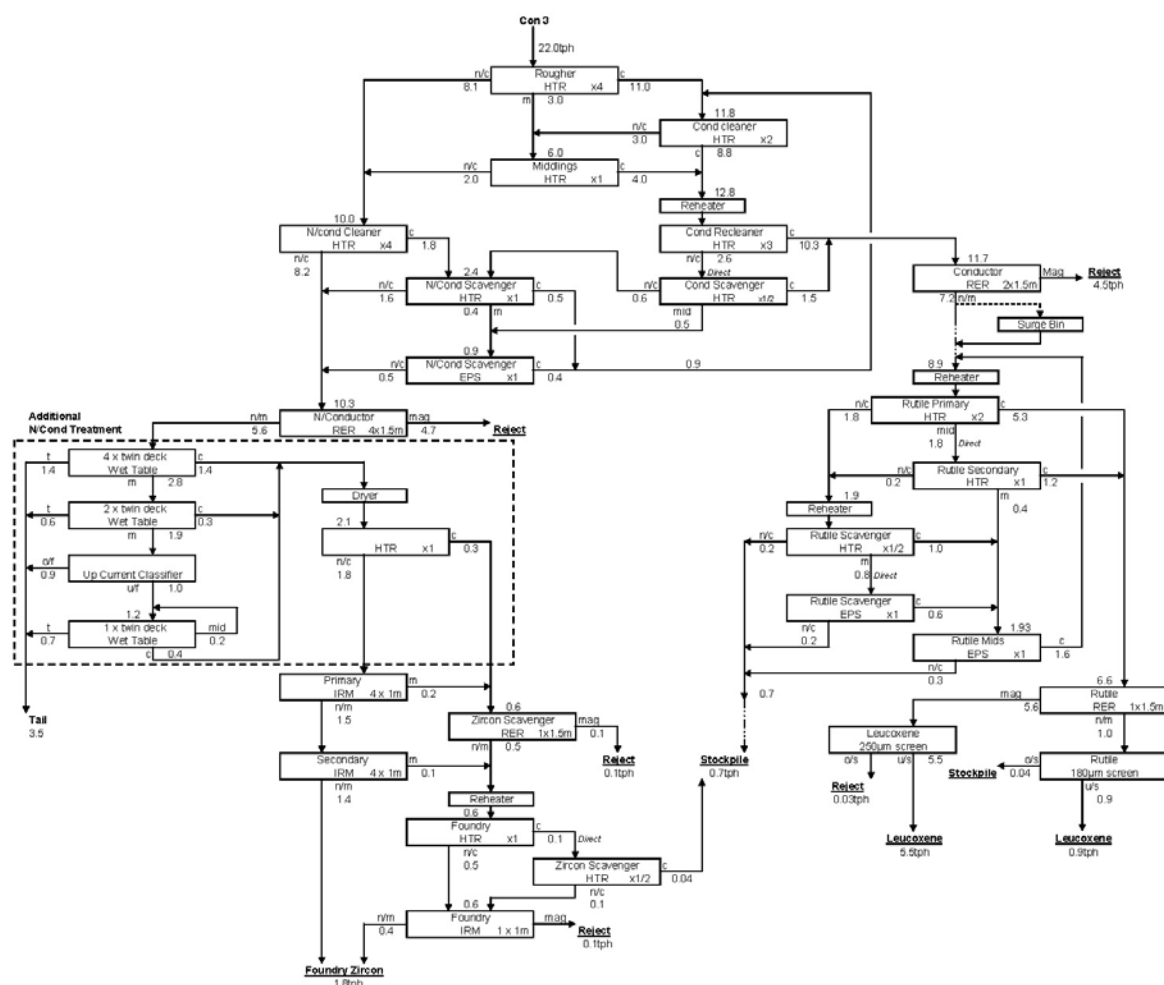 Con 3
22.0tph
n/c
Rougher
c
8.1
HTR x4
11.0
m
3.0
11.8
n/c
Cond cleaner
3.0
HTR x2
c
8.8
6.0
n/c
Middlings
c
2.0
HTR x1
4.0
12.8
Reheater
10.0
N/cond Cleaner
c
HTR x4
1.8
n/c
8.2
Cond Recleaner
c
HTR x3
10.3
n/c
2.6
Direct
2.4
n/c
N/Cond Scavenger
c
1.6
HTR x1
0.5
0.4
m
n/c
Cond Scavenger
c
0.6
HTR x1/2
1.5
mid
0.5
0.9
n/c
N/Cond Scavenger
c
0.5
EPS x1
0.4
0.9
11.7
Conductor
Mag
Reject
RER 2x1.5m
4.5tph
7.2
n/m
Surge Bin
8.9
Reheater
n/c
Rutile Primary
c
1.8
HTR x2
5.3
mid
1.8
Direct
n/c
Rutile Secondary
c
0.2
HTR x1
1.2
m
0.4
1.9
Reheater
n/c
Rutile Scavenger
c
0.2
HTR x1/2
1.0
m
0.8
Direct
Rutile Scavenger
c
EPS x1
0.6
n/c
0.2
1.93
Rutile Mids
c
EPS x1
1.6
n/c
0.3
0.7
10.3
n/m
N/Conductor
mag
5.6
RER 4x1.5m
4.7
Reject
Additional
N/Cond Treatment
t
4 x twin deck
c
1.4
Wet Table
1.4
m
2.8
t
2 x twin deck
c
0.6
Wet Table
0.3
m
1.9
o/f
0.9
Up Current Classifier
u/f
1.0
1.2
t
1 x twin deck
mid
0.7
Wet Table
0.2
c
0.4
Dryer
2.1
c
HTR x1
0.3
n/c
1.8
Tail
3.5
Primary
m
IRM 4 x 1m
0.2
n/m
1.5
0.6
Zircon Scavenger
mag
RER 1x1.5m
0.1
n/m
0.5
Reject
0.1tph
Secondary
m
IRM 4 x 1m
0.1
n/m
1.4
Reheater
0.6
Foundry
c
HTR x1
0.1
Direct
n/c
0.5
Zircon Scavenger
c
HTR x1/2
0.04
n/c
0.1
0.6
n/m
Foundry
mag
0.4
IRM 1 x 1m
Reject
0.1tph
Foundry Zircon
1.8tph
Stockpile
0.7tph
6.6
mag
Rutile
5.6
RER 1x1.5m
n/m
1.0
Leucoxene
250µm screen
o/s
u/s
5.5
Reject
0.03tph
Leucoxene
5.5tph
o/s
Rutile
Stockpile
0.04
180µm screen
u/s
0.9
Leucoxene
0.9tph